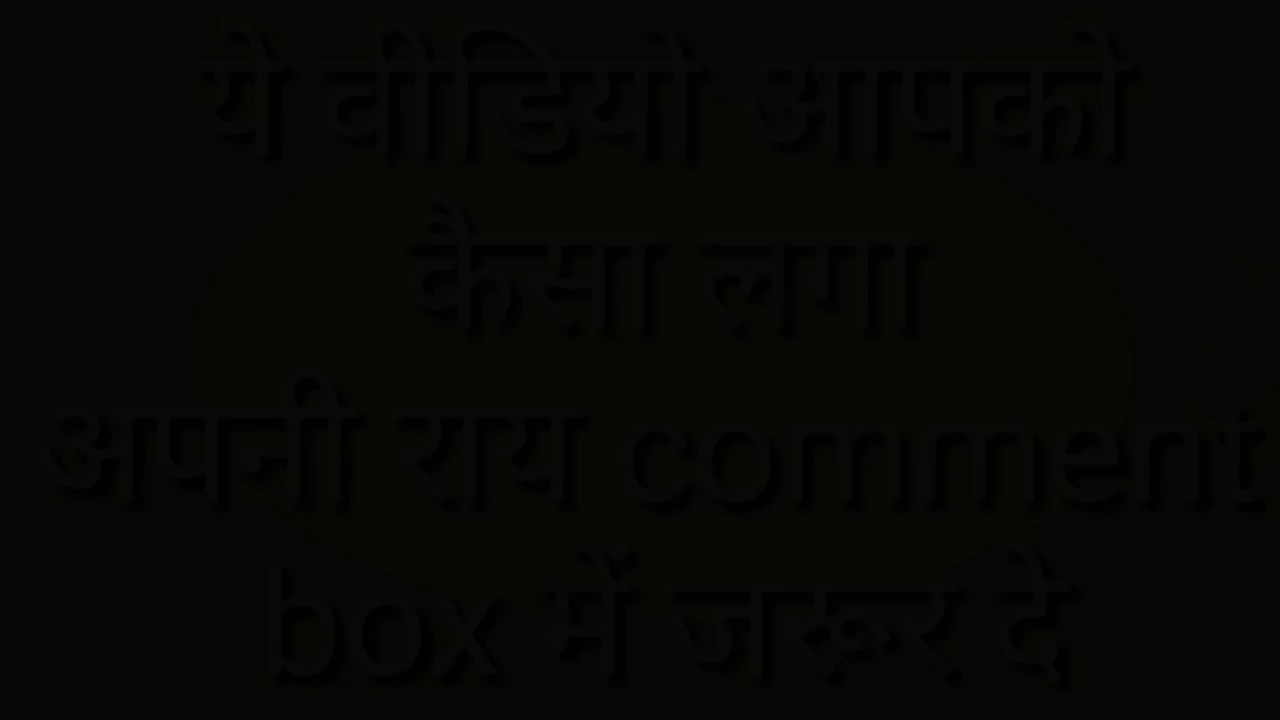 ये वीडियो आपको
कैसा लगा
अपनी राय comment
box में जरूर दे